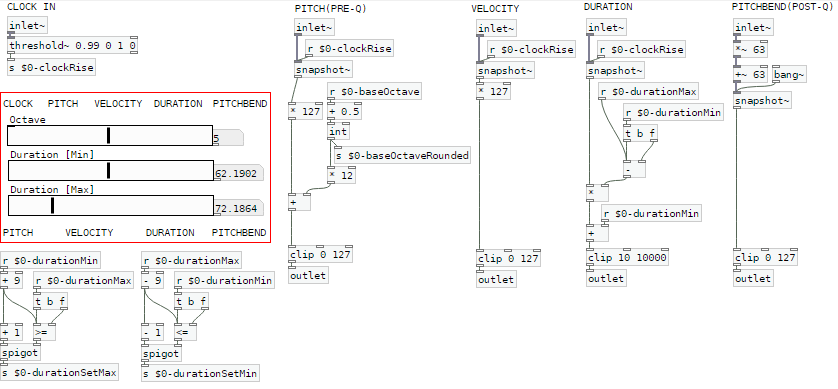 CLOCK IN
inlet~
threshold~ 0.99 0 1 0
s $0-clockRise
CLOCK PITCH VELOCITY DURATION PITCHBEND
Octave
5
Duration [Min]
62.1902
Duration [Max]
72.1864
PITCH VELOCITY DURATION PITCHBEND
r $0-durationMin
+ 9
r $0-durationMax
t b f
+ 1
>=
spigot
s $0-durationSetMax
r $0-durationMax
- 9
r $0-durationMin
t b f
- 1
<=
spigot
s $0-durationSetMin
PITCH(PRE-Q)
inlet~
r $0-clockRise
snapshot~
r $0-baseOctave
* 127
+ 0.5
int
s $0-baseOctaveRounded
* 12
+
clip 0 127
outlet
VELOCITY
inlet~
r $0-clockRise
snapshot~
* 127
clip 0 127
outlet
DURATION
inlet~
r $0-clockRise
snapshot~
r $0-durationMax
r $0-durationMin
t b f
-
*
r $0-durationMin
+
clip 10 10000
outlet
PITCHBEND(POST-Q)
inlet~
*~ 63
+~ 63
bang~
snapshot~
clip 0 127
outlet